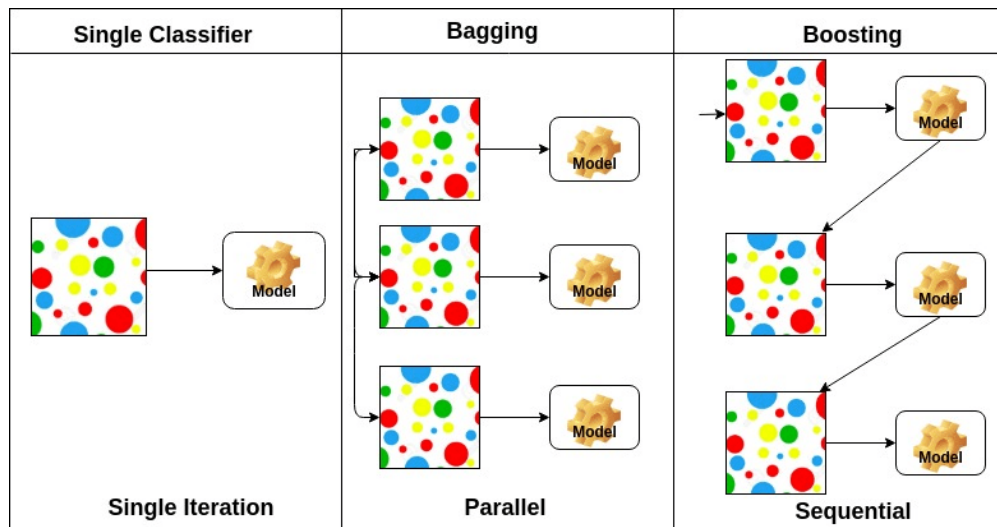 Single Classifier
Bagging
Boosting
Model
Model
Model
Model
Model
Model
Model
Single Iteration
Parallel
Sequential